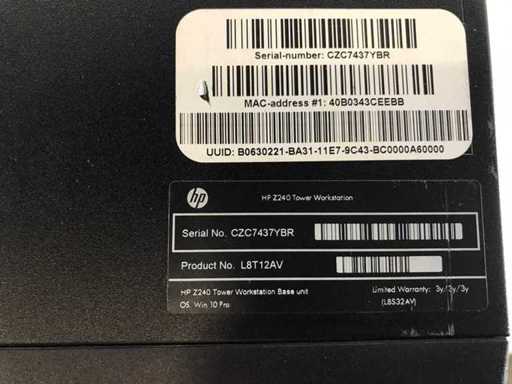 Serial-number: CZC7437YBR
MAC-address #1: 40B0343CEEBB
UUID: B0630221-BA31-11E7-9C43-BC0000A60000
hp HP Z240 Tower Workstation
Serial No. CZC7437YBR
Product No. L8T12AV
HP Z240 Tower Workstation Base unit Limited Warranty: 3y/3y/3y
OS: Win 10 Pro (L8S32AV)